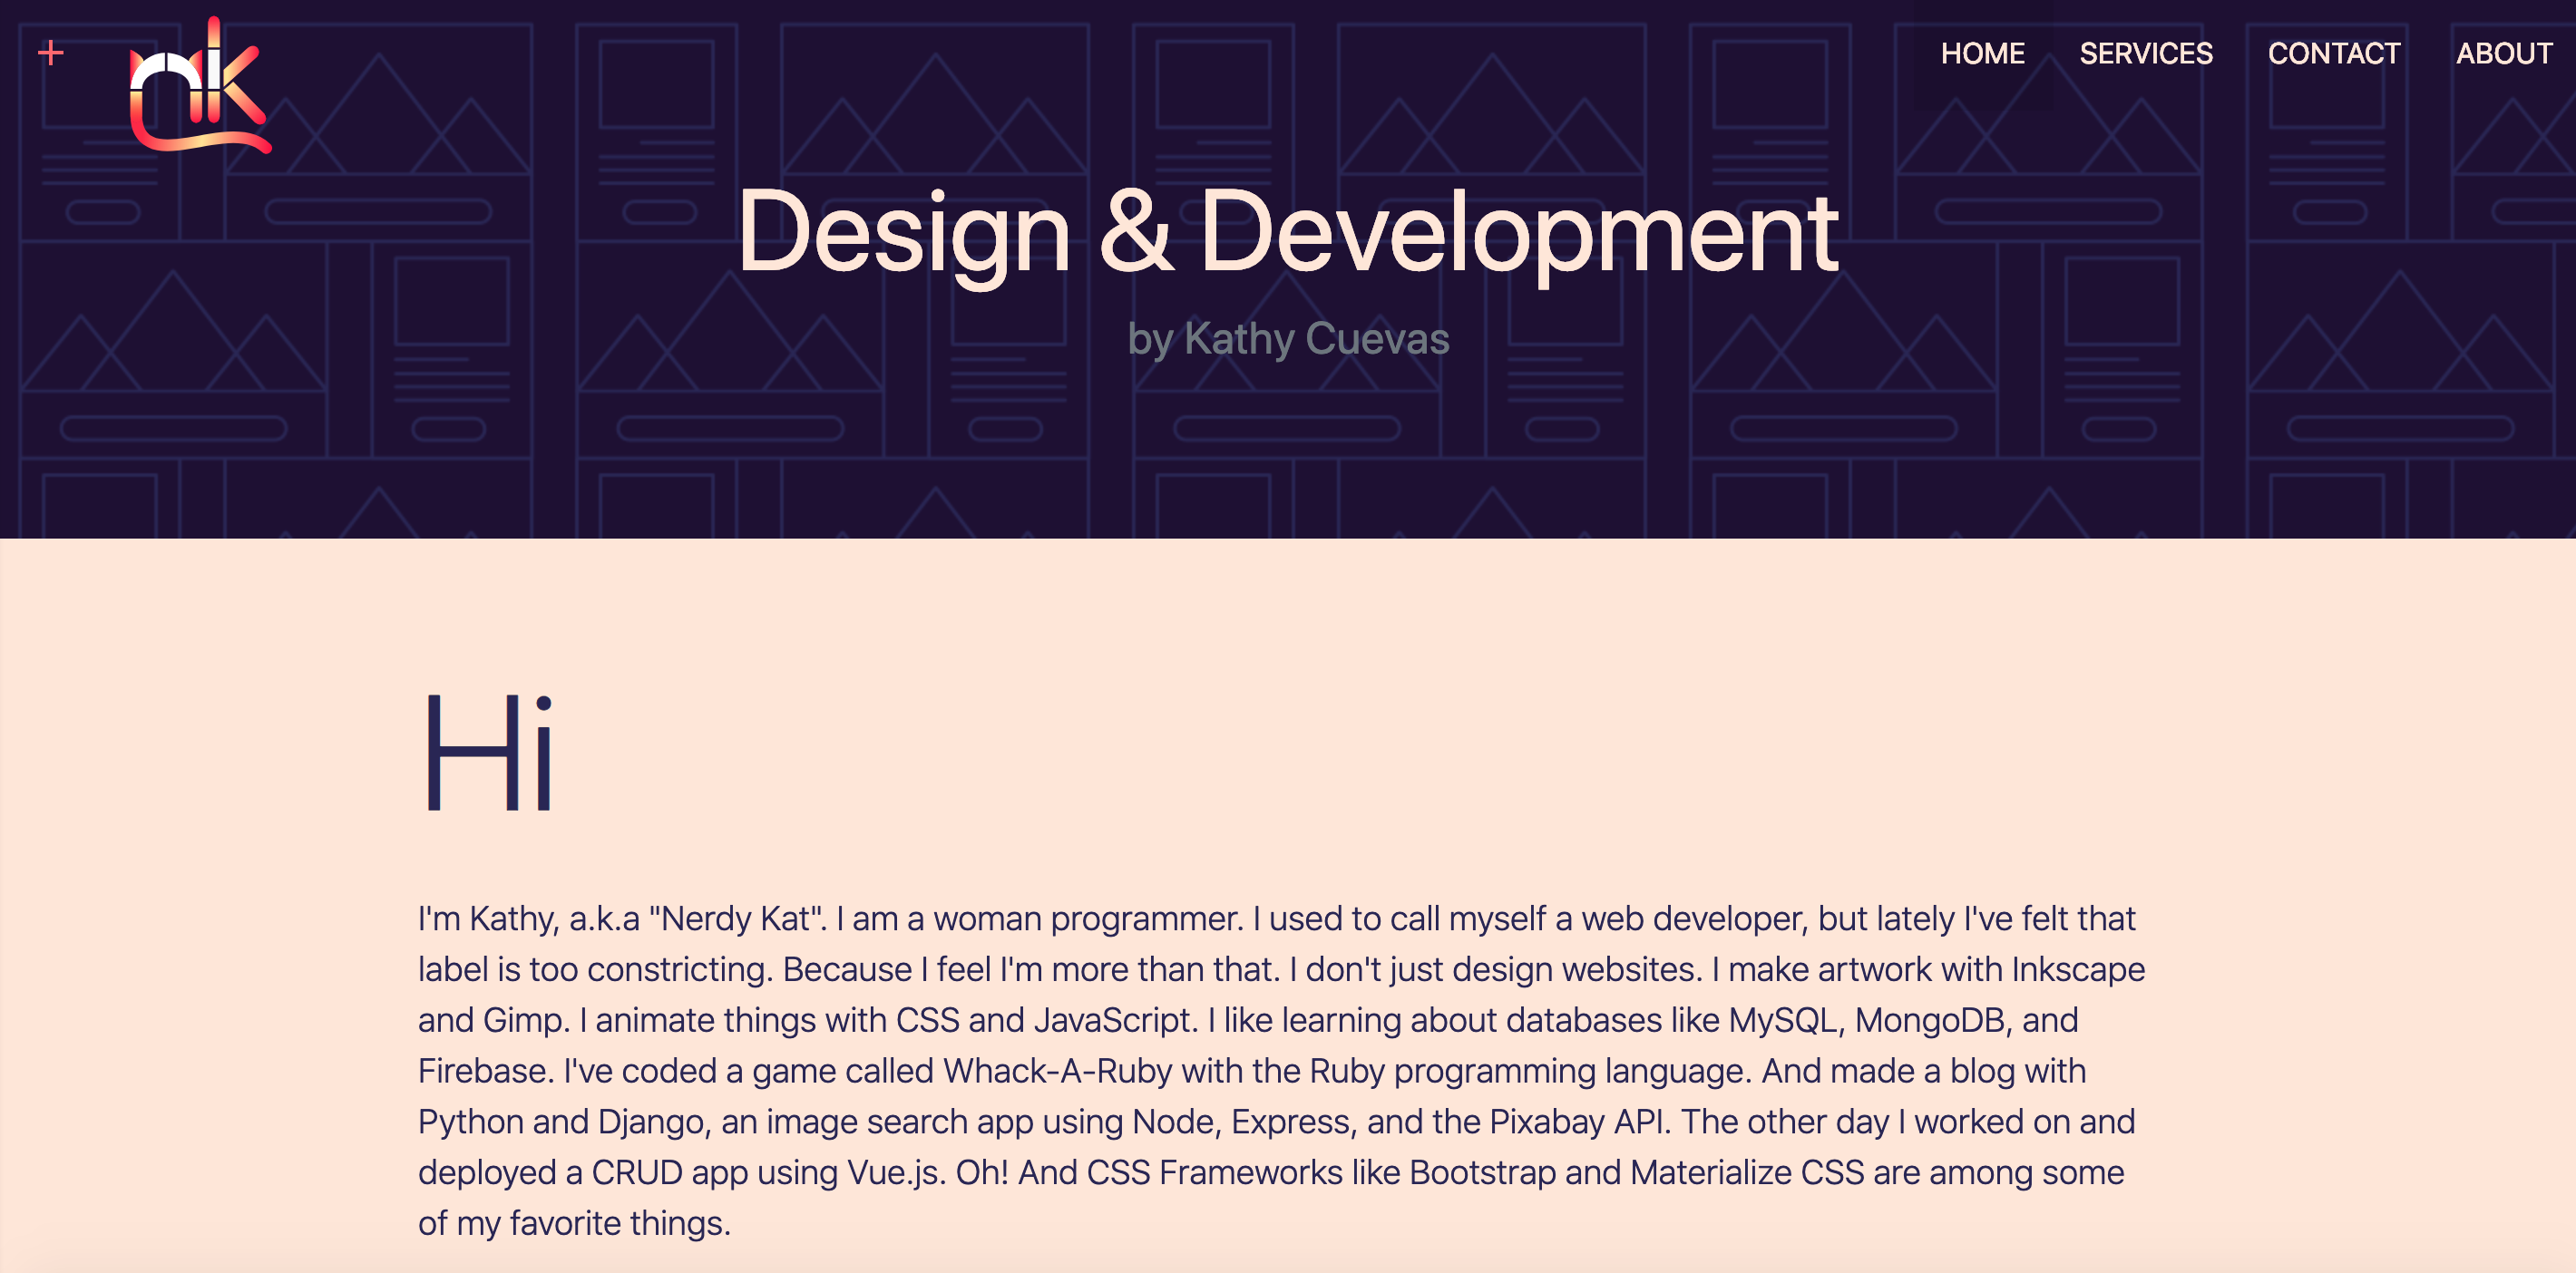 +
nk
HOME SERVICES CONTACT ABOUT
Design & Development
by Kathy Cuevas
Hi
I'm Kathy, a.k.a "Nerdy Kat". I am a woman programmer. I used to call myself a web developer, but lately I've felt that
label is too constricting. Because I feel I'm more than that. I don't just design websites. I make artwork with Inkscape
and Gimp. I animate things with CSS and JavaScript. I like learning about databases like MySQL, MongoDB, and
Firebase. I've coded a game called Whack-A-Ruby with the Ruby programming language. And made a blog with
Python and Django, an image search app using Node, Express, and the Pixabay API. The other day I worked on and
deployed a CRUD app using Vue.js. Oh! And CSS Frameworks like Bootstrap and Materialize CSS are among some
of my favorite things.